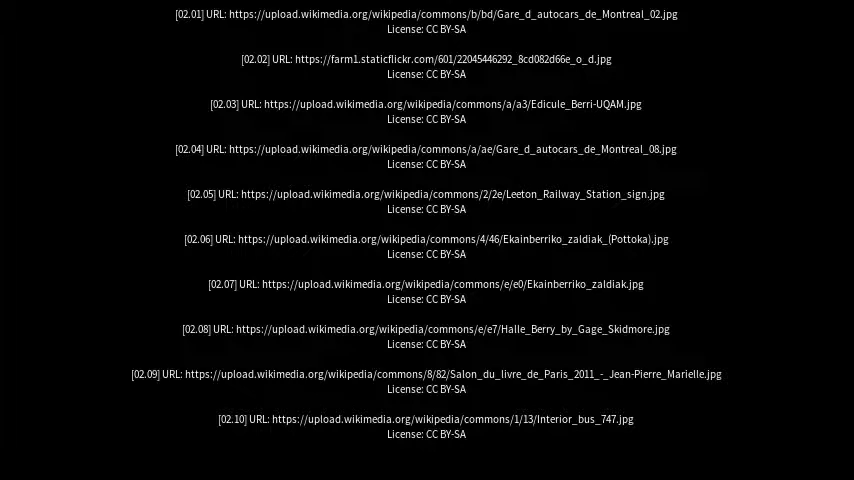 [02.01] URL: https://upload.wikimedia.org/wikipedia/commons/b/bd/Gare_d_autocars_de_Montreal_02.jpg
License: CC BY-SA
[02.02] URL: https://farm1.staticflickr.com/601/22045446292_8cd082d66e_o_d.jpg
License: CC BY-SA
[02.03] URL: https://upload.wikimedia.org/wikipedia/commons/a/a3/Edicule_Berri-UQAM.jpg
License: CC BY-SA
[02.04] URL: https://upload.wikimedia.org/wikipedia/commons/a/ae/Gare_d_autocars_de_Montreal_08.jpg
License: CC BY-SA
[02.05] URL: https://upload.wikimedia.org/wikipedia/commons/2/2e/Leeton_Railway_Station_sign.jpg
License: CC BY-SA
[02.06] URL: https://upload.wikimedia.org/wikipedia/commons/4/46/Ekainberriko_zaldiak_(Pottoka).jpg
License: CC BY-SA
[02.07] URL: https://upload.wikimedia.org/wikipedia/commons/e/e0/Ekainberriko_zaldiak.jpg
License: CC BY-SA
[02.08] URL: https://upload.wikimedia.org/wikipedia/commons/e/e7/Halle_Berry_by_Gage_Skidmore.jpg
License: CC BY-SA
[02.09] URL: https://upload.wikimedia.org/wikipedia/commons/8/82/Salon_du_livre_de_Paris_2011_-_Jean-Pierre_Marielle.jpg
License: CC BY-SA
[02.10] URL: https://upload.wikimedia.org/wikipedia/commons/1/13/Interior_bus_747.jpg
License: CC BY-SA